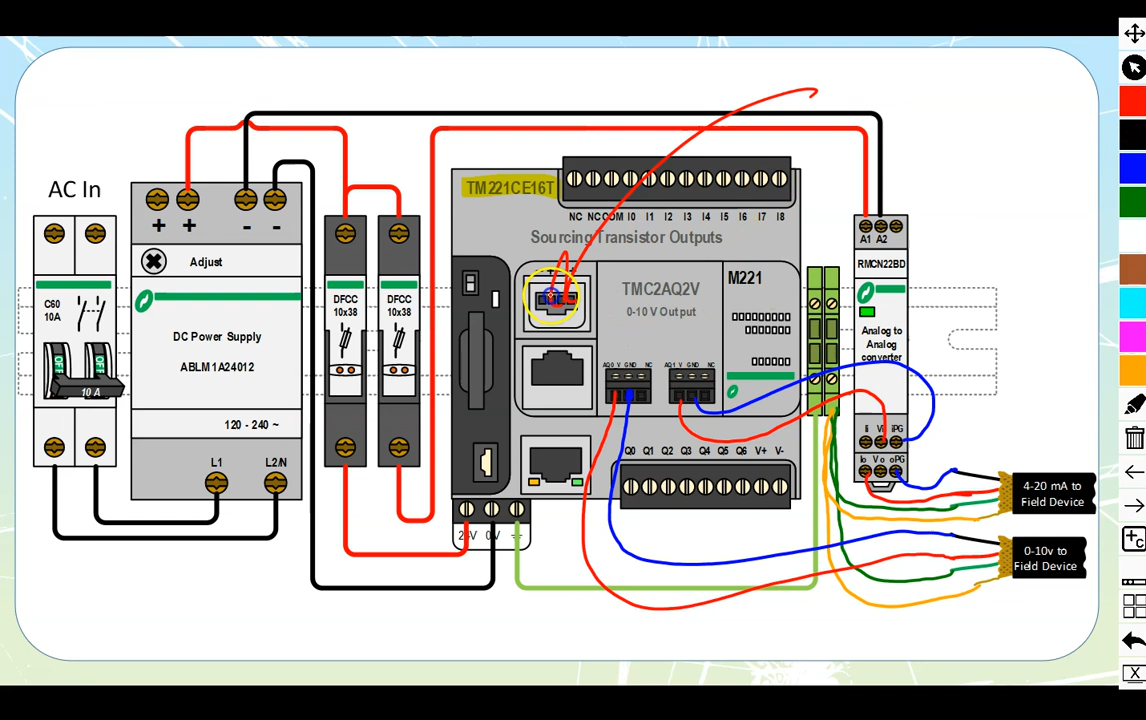 AC In
+ + - -
Adjust
C60
10A
OFF OFF
10 A
DC Power Supply
ABLM1A24012
120 - 240 ~
L1 L2/N
DFCC
10x38
DFCC
10x38
TM221CE16T
NC NC COM I0 I1 I2 I3 I4 I5 I6 I7 I8
Sourcing Transistor Outputs
TMC2AQ2V
0-10 V Output
M221
AQ0 V GND NC
AQ1 V GND NC
Q0 Q1 Q2 Q3 Q4 Q5 Q6 V+ V-
24V 0V
A1 A2
RMCN22BD
Analog to
Analog
converter
Ii Vi IPG
Io Vo oPG
4-20 mA to
Field Device
0-10v to
Field Device
+C
X